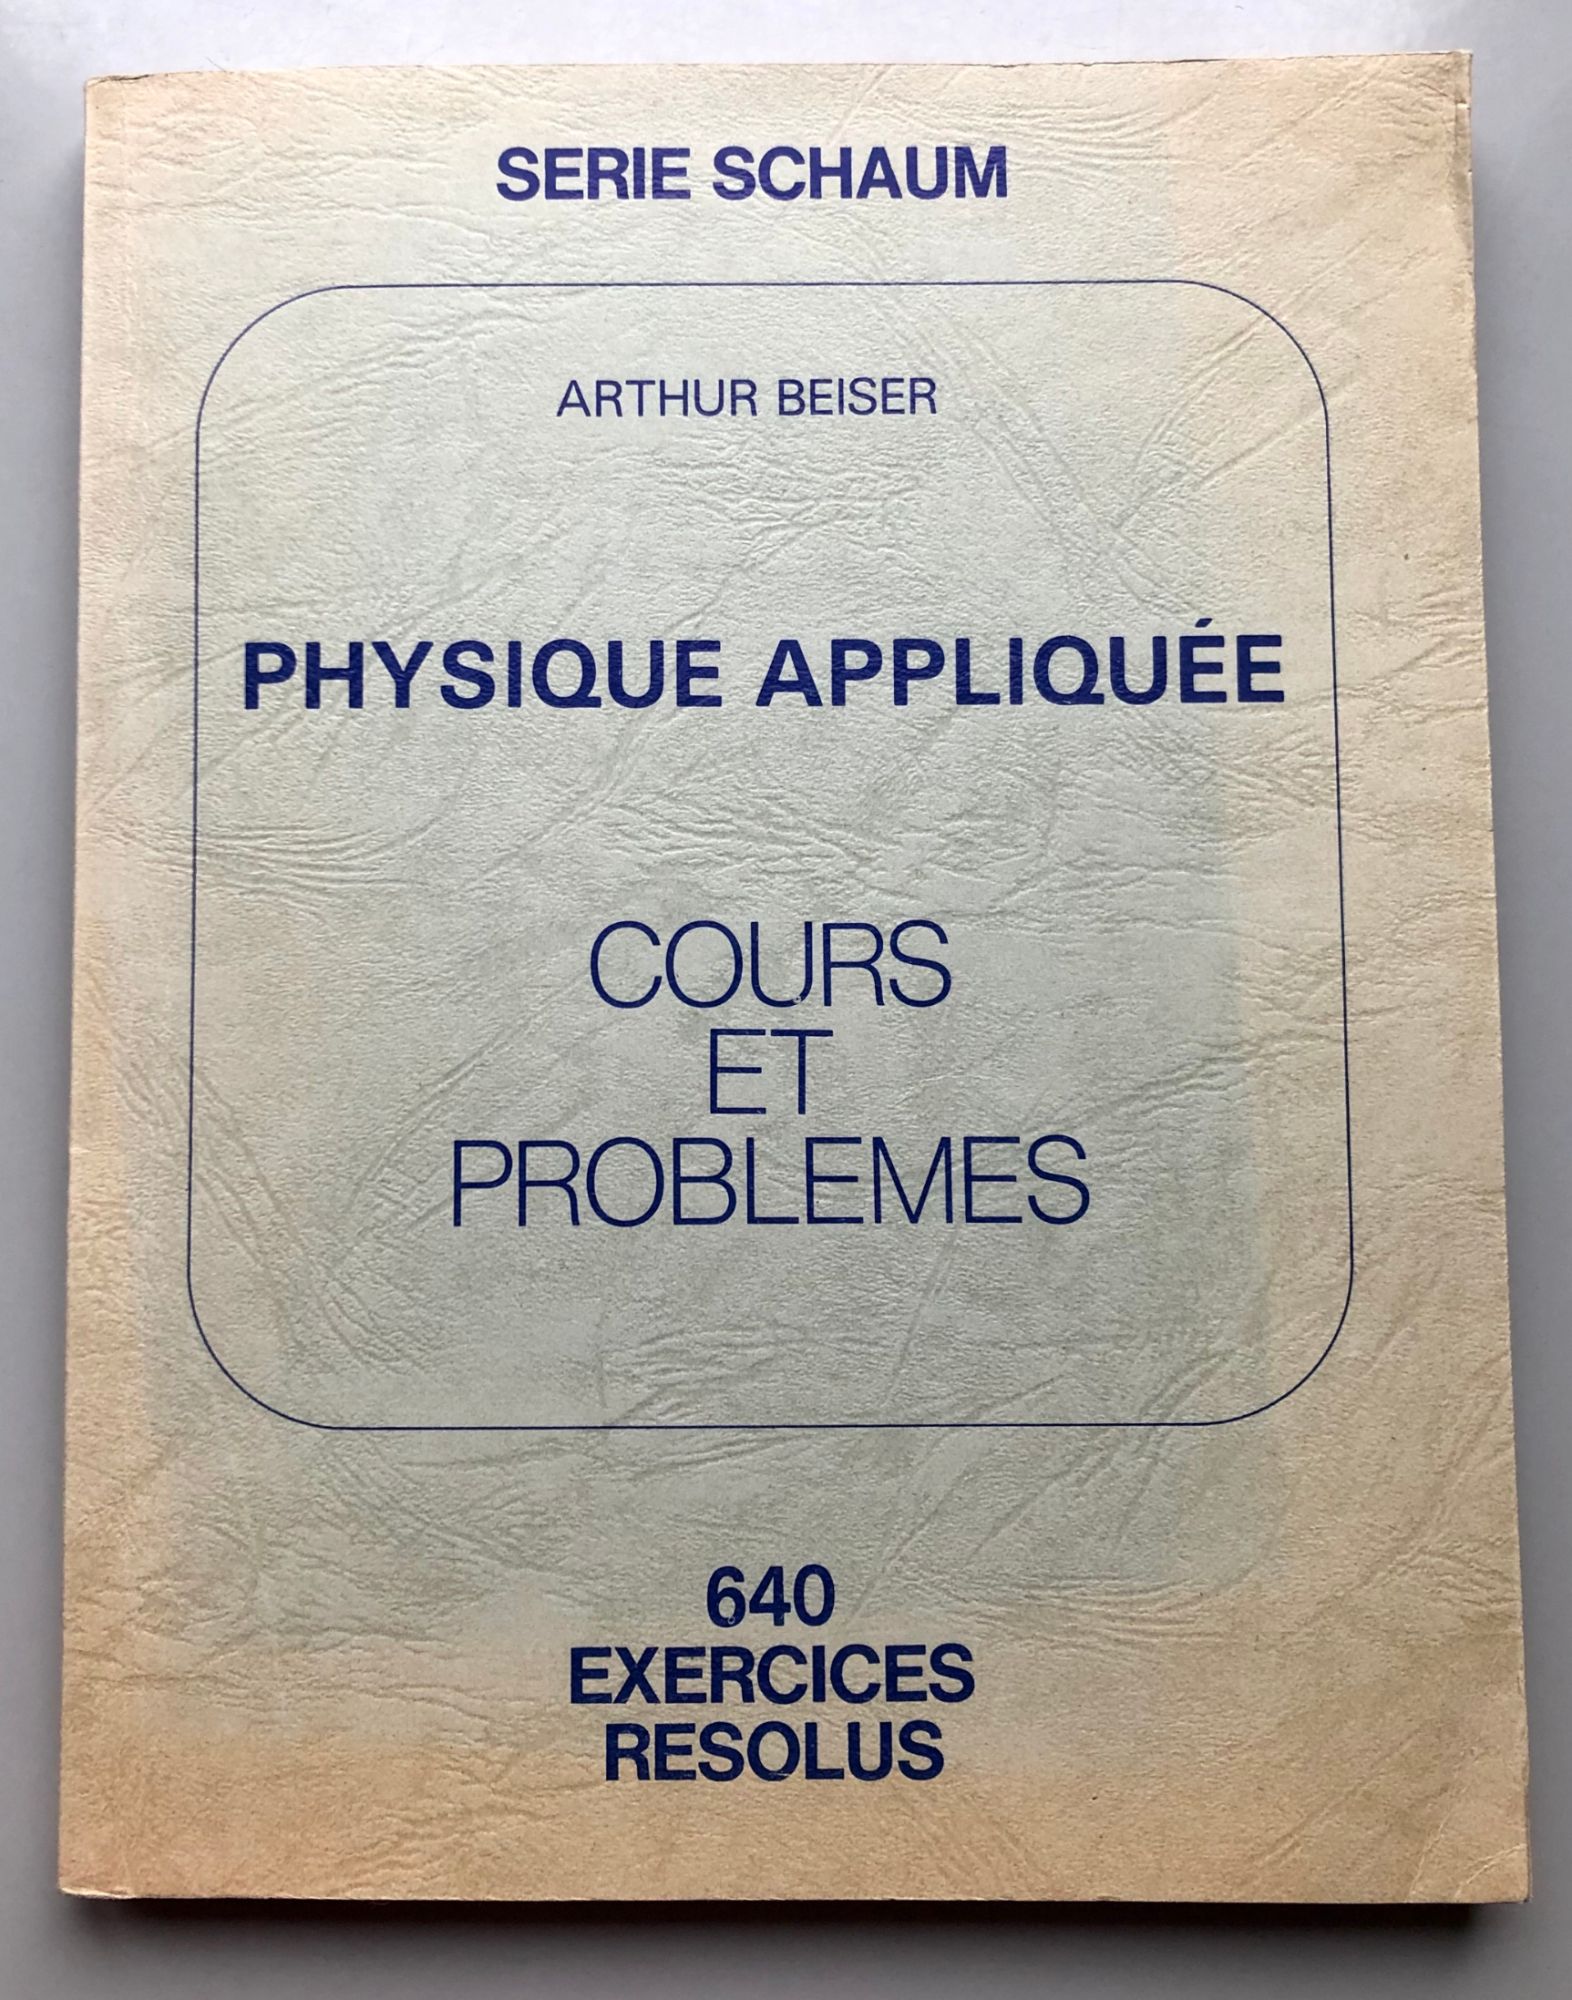 SERIE SCHAUM
ARTHUR BEISER
PHYSIQUE APPLIQUÉE
COURS
ET
PROBLEMES
640
EXERCICES
RESOLUS